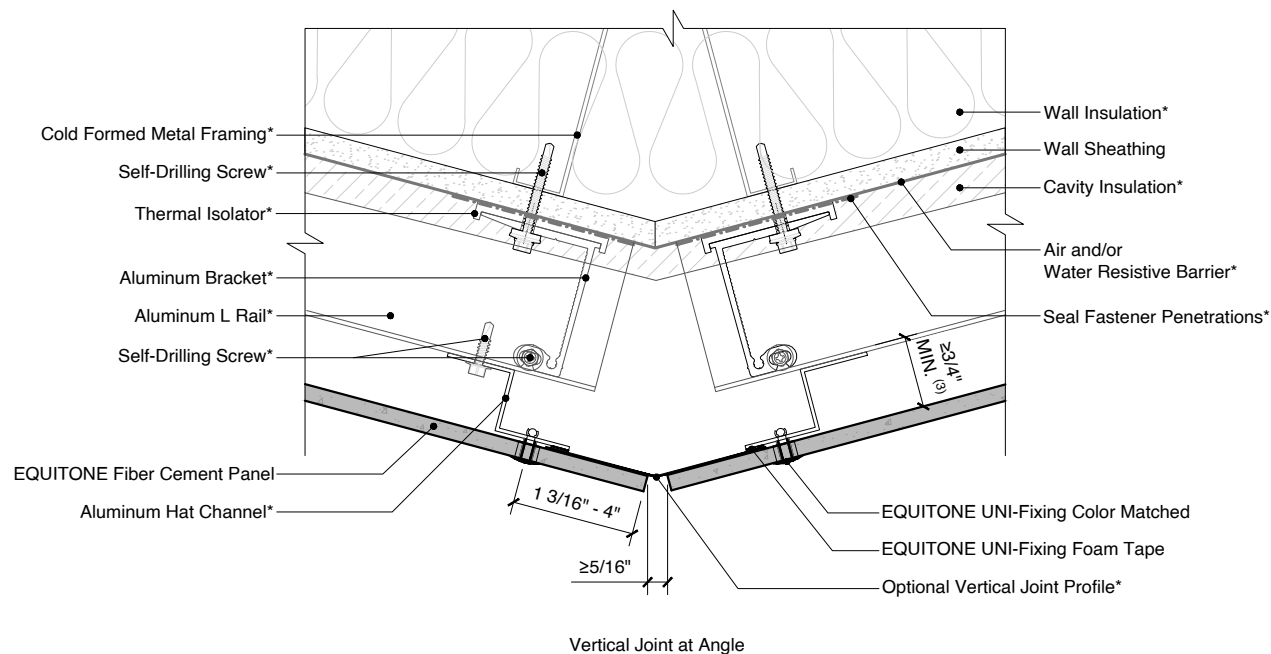 Cold Formed Metal Framing*
Self-Drilling Screw*
Thermal Isolator*
Aluminum Bracket*
Aluminum L Rail*
Self-Drilling Screw*
EQUITONE Fiber Cement Panel
Aluminum Hat Channel*
Wall Insulation*
Wall Sheathing
Cavity Insulation*
Air and/or
Water Resistive Barrier*
Seal Fastener Penetrations*
≥3/4"
MIN. (3)
1 3/16" - 4"
≥5/16"
EQUITONE UNI-Fixing Color Matched
EQUITONE UNI-Fixing Foam Tape
Optional Vertical Joint Profile*
Vertical Joint at Angle